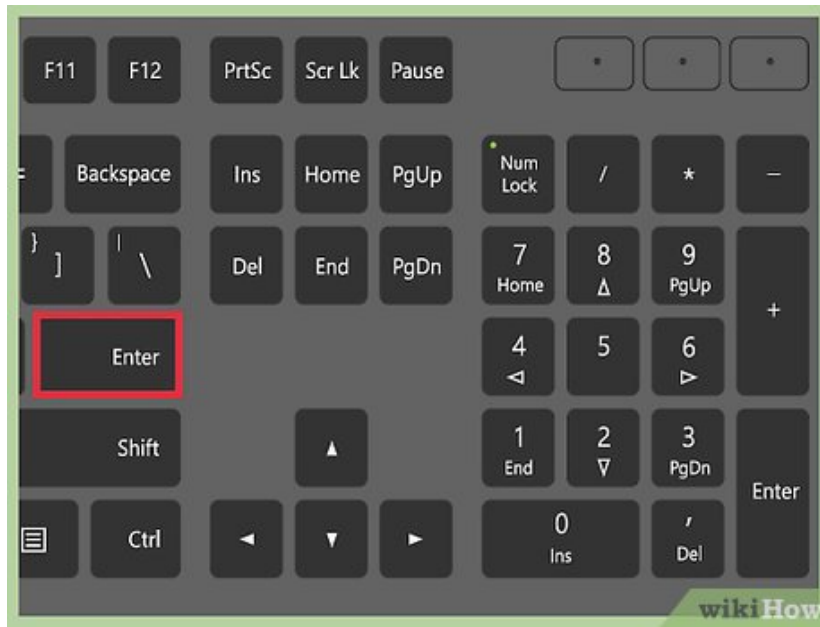 F11 F12 PrtSc Scr Lk Pause
= Backspace Ins Home PgUp Num Lock / * –
} ] | \ Del End PgDn 7 Home 8 9 PgUp +
Enter 4 5 6
Shift 1 End 2 3 PgDn Enter
Ctrl 0 Ins ′ Del
wikiHow